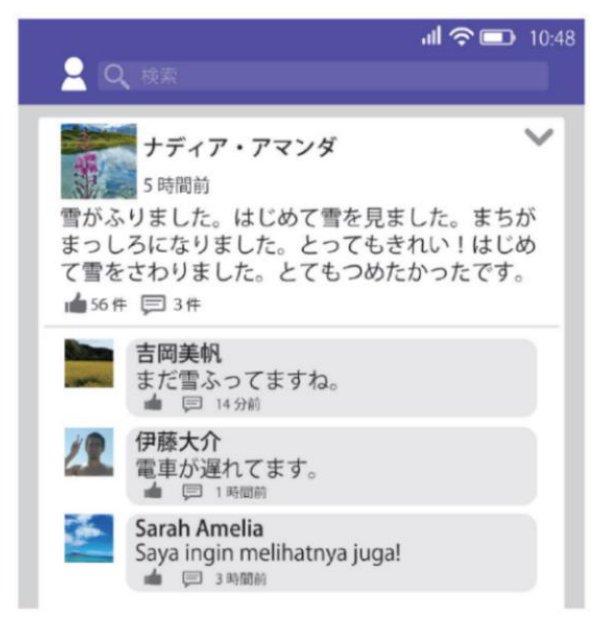 10:48
検索
ナディア・アマンダ
5時間前
雪がふりました。はじめて雪を見ました。まちが
まっしろになりました。とってもきれい！はじめ
て雪をさわりました。とてもつめたかったです。
56件 3件
吉岡美帆
まだ雪ふってますね。
14分前
伊藤大介
電車が遅れてます。
1時間前
Sarah Amelia
Saya ingin melihatnya juga!
3時間前